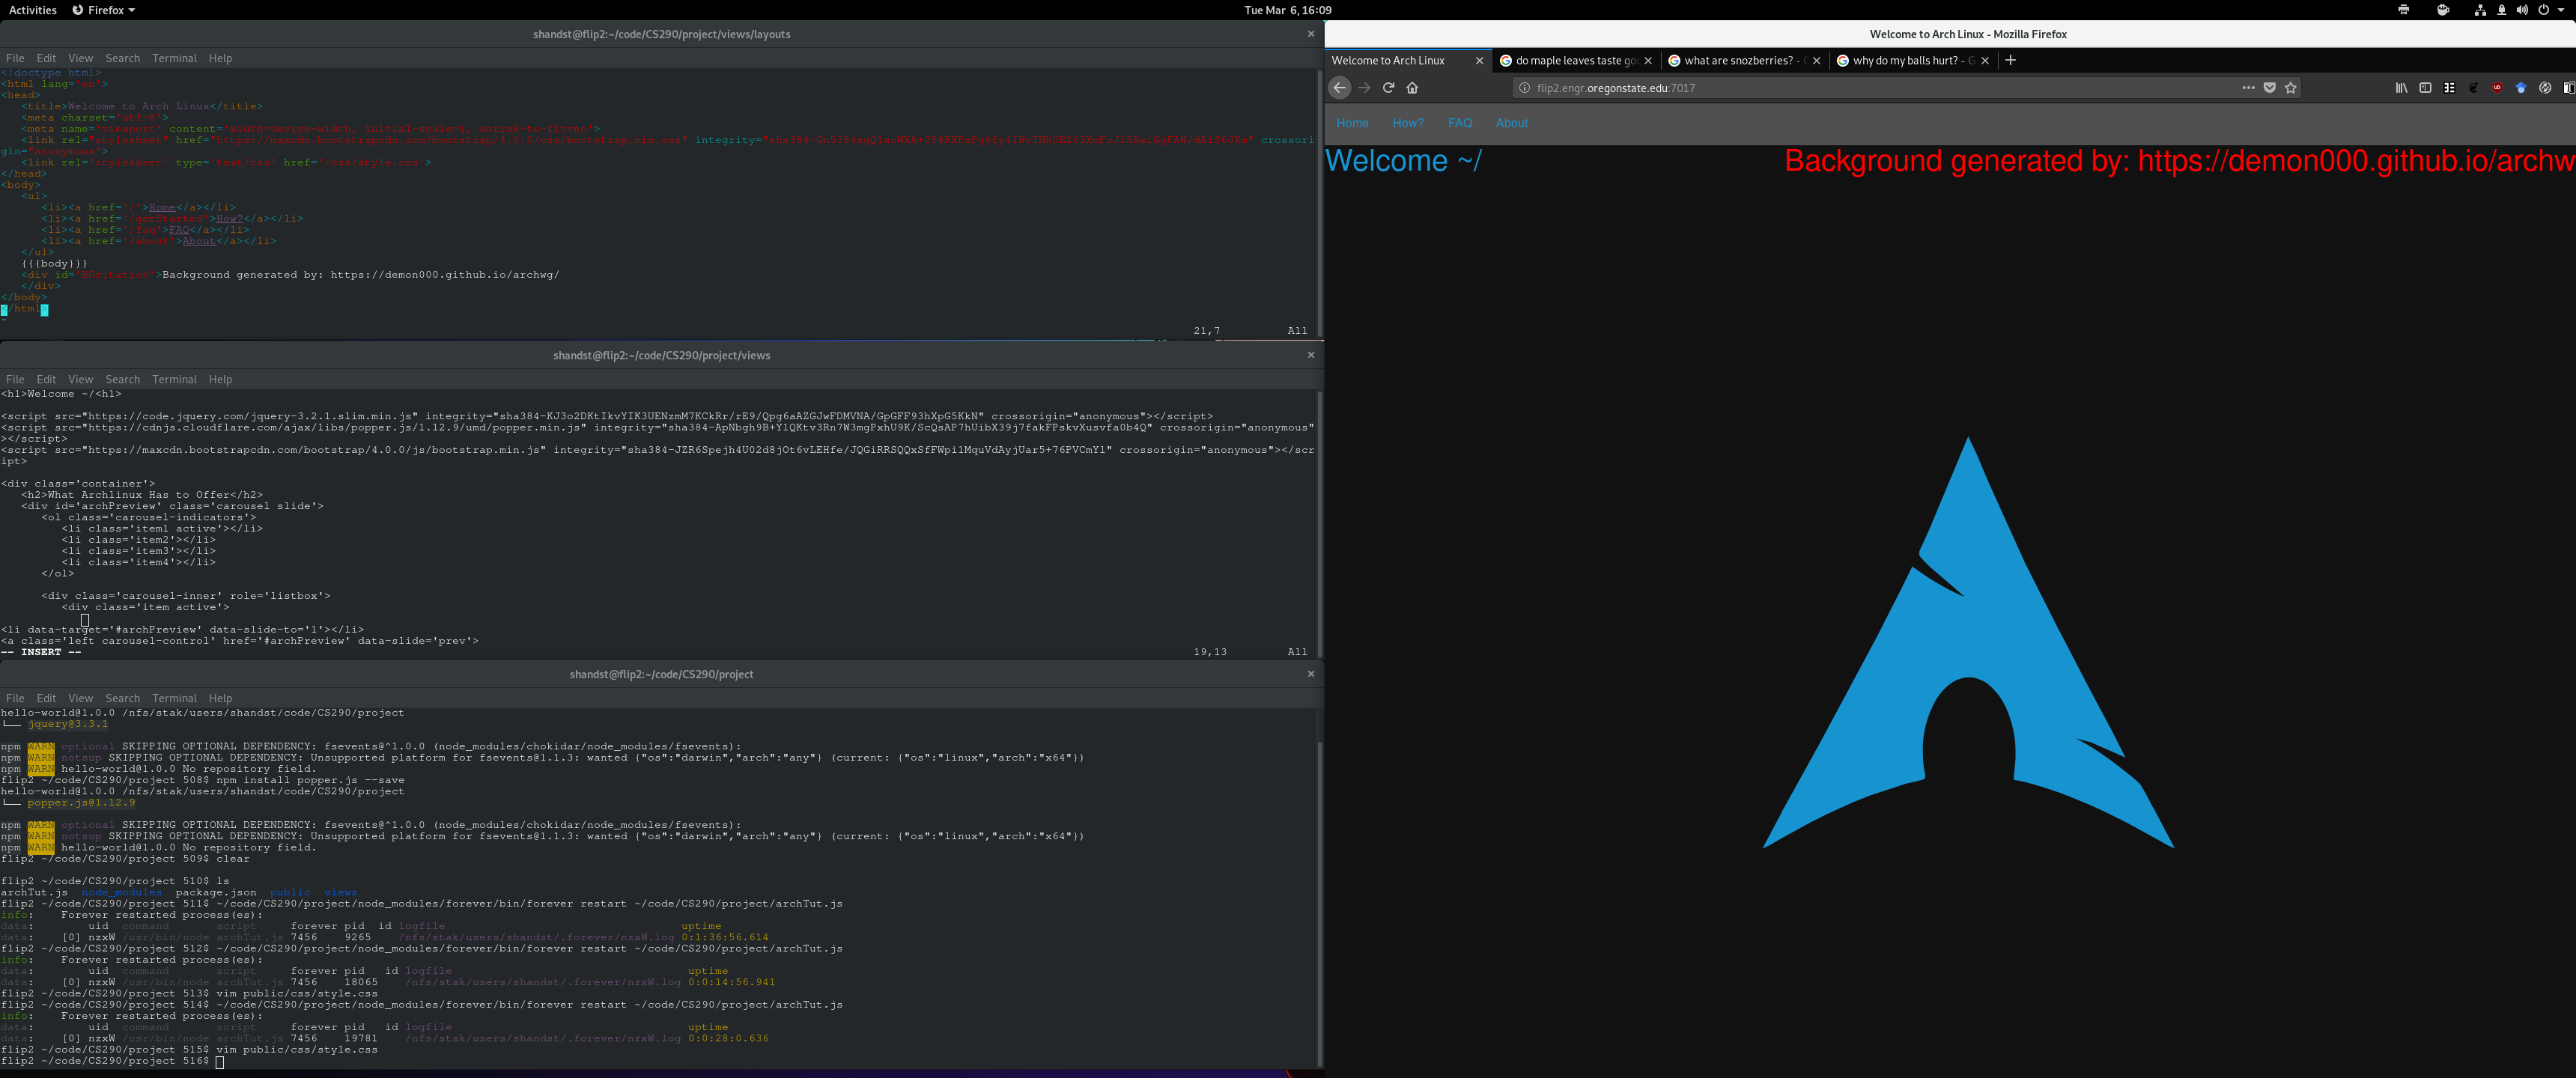 Activities Firefox Tue Mar 6, 16:09
shandst@flip2:~/code/CS290/project/views/layouts
File Edit View Search Terminal Help
<!doctype html>
<html lang='en'>
<head>
<title>Welcome to Arch Linux</title>
<meta charset='utf-8'>
<meta name='viewport' content='width=device-width, initial-scale=1, shrink-to-fit=no'>
<link rel="stylesheet" href="https://maxcdn.bootstrapcdn.com/bootstrap/4.0.0/css/bootstrap.min.css" crossori
gin="anonymous">
<link rel='stylesheet' type='text/css' href='/css/style.css'>
</head>
<body>
<ul>
<li><a href='/'>Home</a></li>
<li><a href='/getStarted'>How?</a></li>
<li><a href='/faq'>FAQ</a></li>
<li><a href='/about'>About</a></li>
</ul>
{{{body}}}
<div id='BGcitation'>Background generated by: https://demon000.github.io/archwg/
</div>
</body>
</html>
~
21,7 All
shandst@flip2:~/code/CS290/project/views
File Edit View Search Terminal Help
<h1>Welcome ~/<h1>
<script src="https://code.jquery.com/jquery-3.2.1.slim.min.js" integrity="sha384-KJ3o2DKtIkvYIK3UENzmM7KCkRr/rE9/Qpg6aAZGJwFDMVNA/GpGFF93hXpG5KkN" crossorigin="anonymous"></script>
<script src="https://cdnjs.cloudflare.com/ajax/libs/popper.js/1.12.9/umd/popper.min.js" integrity="sha384-ApNbgh9B+Y1QKtv3Rn7W3mgPxhU9K/ScQsAP7hUibX39j7fakFPskvXusvfa0b4Q" crossorigin="anonymous"
></script>
<script src="https://maxcdn.bootstrapcdn.com/bootstrap/4.0.0/js/bootstrap.min.js" integrity="sha384-JZR6Spejh4U02d8jOt6vLEHfe/JQGiRRSQQxSfFWpi1MquVdAyjUar5+76PVCmYl" crossorigin="anonymous"></scr
ipt>
<div class='container'>
<h2>What Archlinux Has to Offer</h2>
<div id='archPreview' class='carousel slide'>
<ol class='carousel-indicators'>
<li class='item1 active'></li>
<li class='item2'></li>
<li class='item3'></li>
<li class='item4'></li>
</ol>
<div class='carousel-inner' role='listbox'>
<div class='item active'>
<li data-target='#archPreview' data-slide-to='1'></li>
<a class='left carousel-control' href='#archPreview' data-slide='prev'>
-- INSERT -- 19,13 All
shandst@flip2:~/code/CS290/project
File Edit View Search Terminal Help
hello-world@1.0.0 /nfs/stak/users/shandst/code/CS290/project
└── jquery@3.3.1
npm WARN optional SKIPPING OPTIONAL DEPENDENCY: fsevents@^1.0.0 (node_modules/chokidar/node_modules/fsevents):
npm WARN notsup SKIPPING OPTIONAL DEPENDENCY: Unsupported platform for fsevents@1.1.3: wanted {"os":"darwin","arch":"any"} (current: {"os":"linux","arch":"x64"})
npm WARN hello-world@1.0.0 No repository field.
flip2 ~/code/CS290/project 508$ npm install popper.js --save
hello-world@1.0.0 /nfs/stak/users/shandst/code/CS290/project
└── popper.js@1.12.9
npm WARN optional SKIPPING OPTIONAL DEPENDENCY: fsevents@^1.0.0 (node_modules/chokidar/node_modules/fsevents):
npm WARN notsup SKIPPING OPTIONAL DEPENDENCY: Unsupported platform for fsevents@1.1.3: wanted {"os":"darwin","arch":"any"} (current: {"os":"linux","arch":"x64"})
npm WARN hello-world@1.0.0 No repository field.
flip2 ~/code/CS290/project 509$ clear
flip2 ~/code/CS290/project 510$ ls
archTut.js node_modules package.json public views
flip2 ~/code/CS290/project 511$ ~/code/CS290/project/node_modules/forever/bin/forever restart ~/code/CS290/project/archTut.js
info: Forever restarted process(es):
data: uid command script forever pid id logfile uptime
data: [0] nzxW /usr/bin/node archTut.js 7456 9265 /nfs/stak/users/shandst/.forever/nzxW.log 0:1:36:56.614
flip2 ~/code/CS290/project 512$ ~/code/CS290/project/node_modules/forever/bin/forever restart ~/code/CS290/project/archTut.js
info: Forever restarted process(es):
data: uid command script forever pid id logfile uptime
data: [0] nzxW /usr/bin/node archTut.js 7456 18065 /nfs/stak/users/shandst/.forever/nzxW.log 0:0:14:56.941
flip2 ~/code/CS290/project 513$ vim public/css/style.css
flip2 ~/code/CS290/project 514$ ~/code/CS290/project/node_modules/forever/bin/forever restart ~/code/CS290/project/archTut.js
info: Forever restarted process(es):
data: uid command script forever pid id logfile uptime
data: [0] nzxW /usr/bin/node archTut.js 7456 19781 /nfs/stak/users/shandst/.forever/nzxW.log 0:0:28:0.636
flip2 ~/code/CS290/project 515$ vim public/css/style.css
flip2 ~/code/CS290/project 516$
Welcome to Arch Linux - Mozilla Firefox
Welcome to Arch Linux do maple leaves taste go what are snozberries? - why do my balls hurt? - G
flip2.engr.oregonstate.edu:7017
Home How? FAQ About
Welcome ~/ Background generated by: https://demon000.github.io/archw